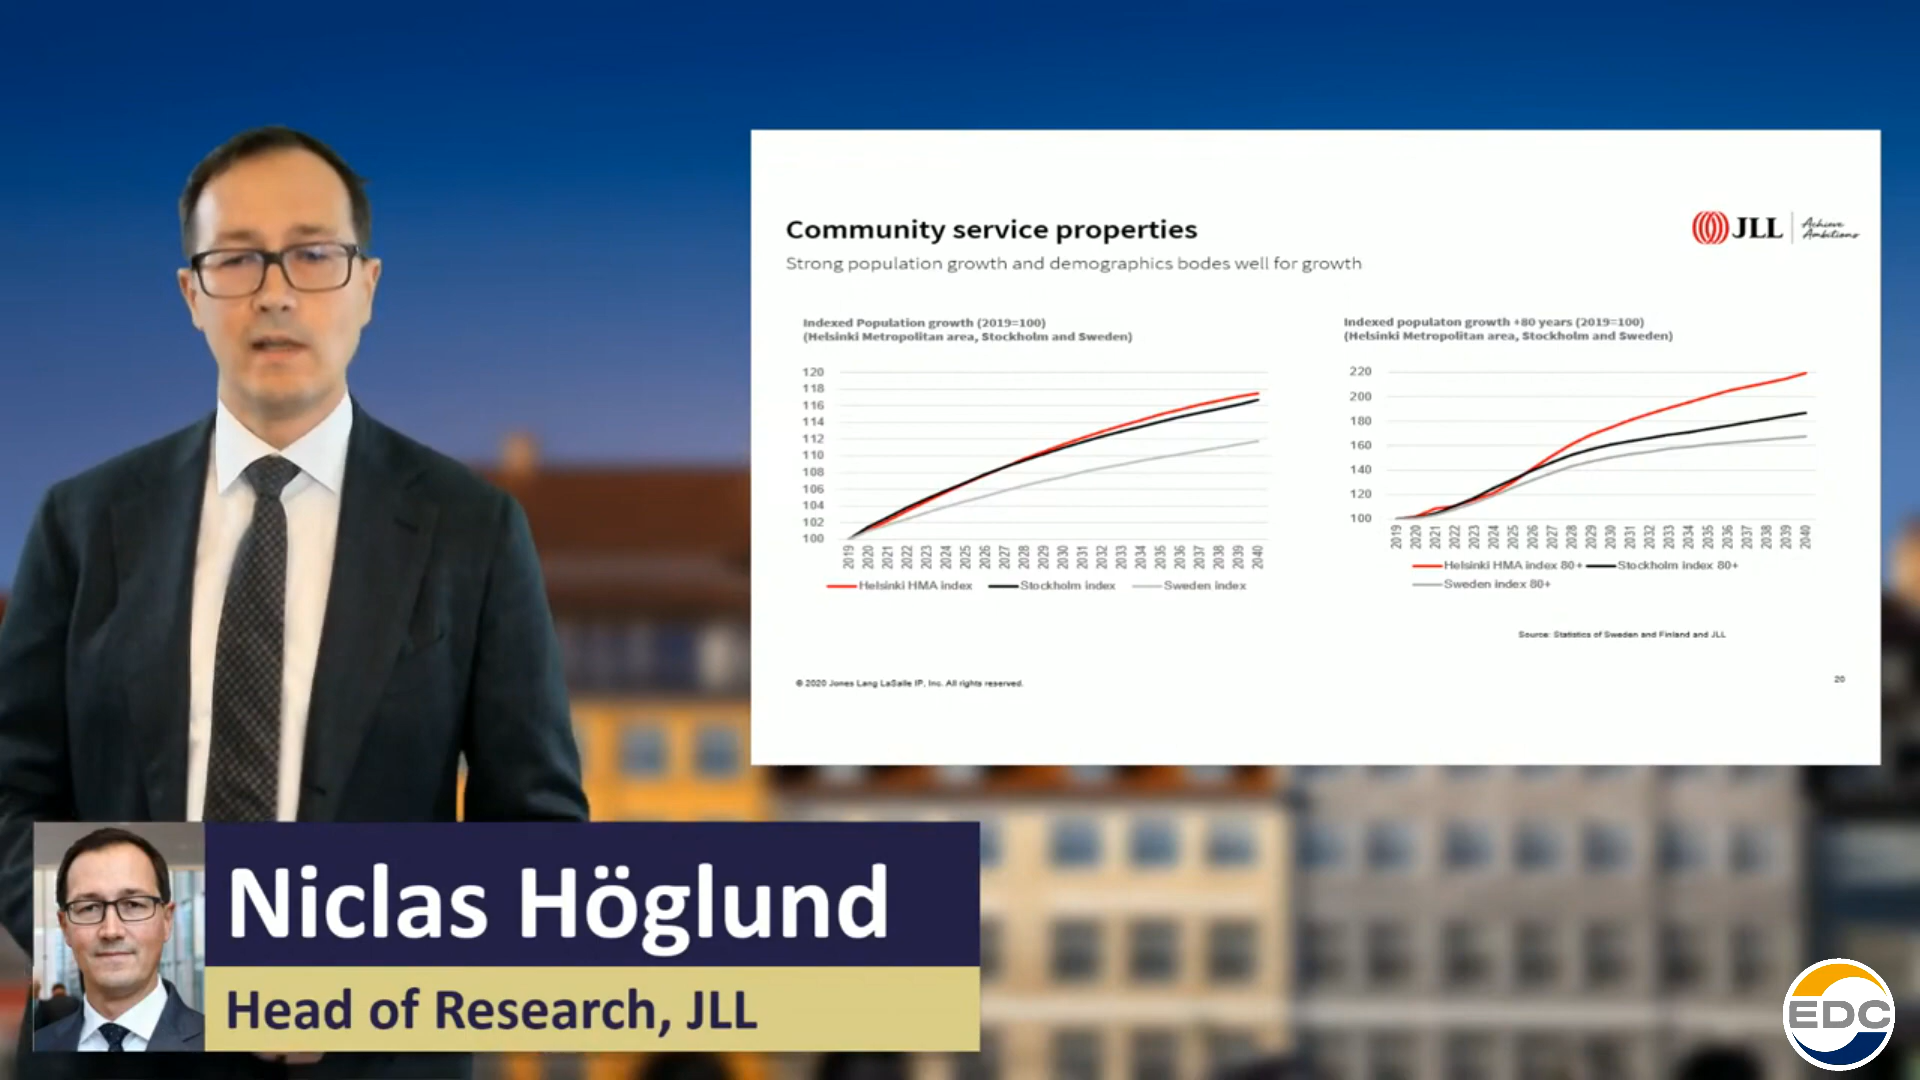 Community service properties
Strong population growth and demographics bodes well for growth
JLL
Achieve
Ambitions
Indexed Population growth (2019=100)
(Helsinki Metropolitan area, Stockholm and Sweden)
120
118
116
114
112
110
108
106
104
102
100
2019 2020 2021 2022 2023 2024 2025 2026 2027 2028 2029 2030 2031 2032 2033 2034 2035 2036 2037 2038 2039 2040
Helsinki HMA index Stockholm index Sweden index
Indexed populaton growth +80 years (2019=100)
(Helsinki Metropolitan area, Stockholm and Sweden)
220
200
180
160
140
120
100
2019 2020 2021 2022 2023 2024 2025 2026 2027 2028 2029 2030 2031 2032 2033 2034 2035 2036 2037 2038 2039 2040
Helsinki HMA index 80+ Stockholm index 80+
Sweden index 80+
Source: Statistics of Sweden and Finland and JLL
© 2020 Jones Lang LaSalle IP, Inc. All rights reserved.
20
Niclas Höglund
Head of Research, JLL
EDC